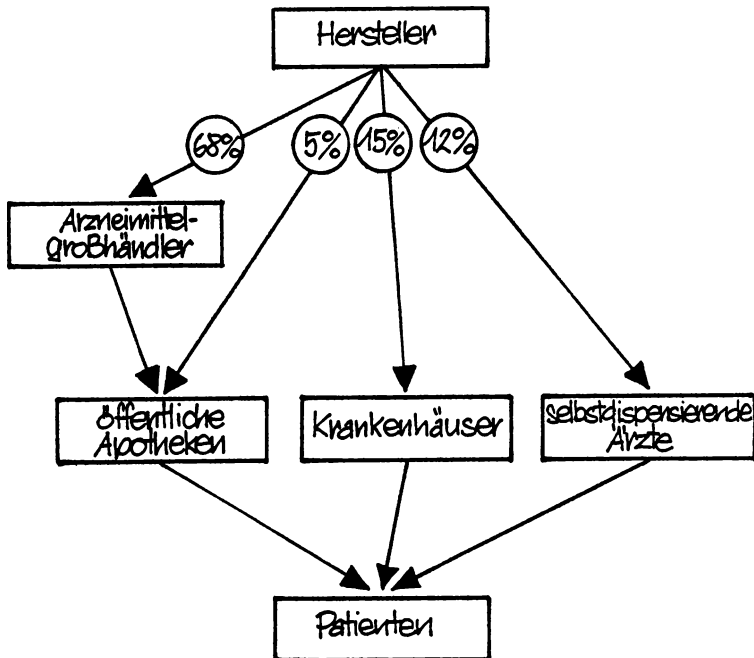 Hersteller
68%
5%
15%
12%
Arzneimittel-
großhändler
öffentliche
Apotheken
Krankenhäuser
selbstdispensierende
Ärzte
Patienten